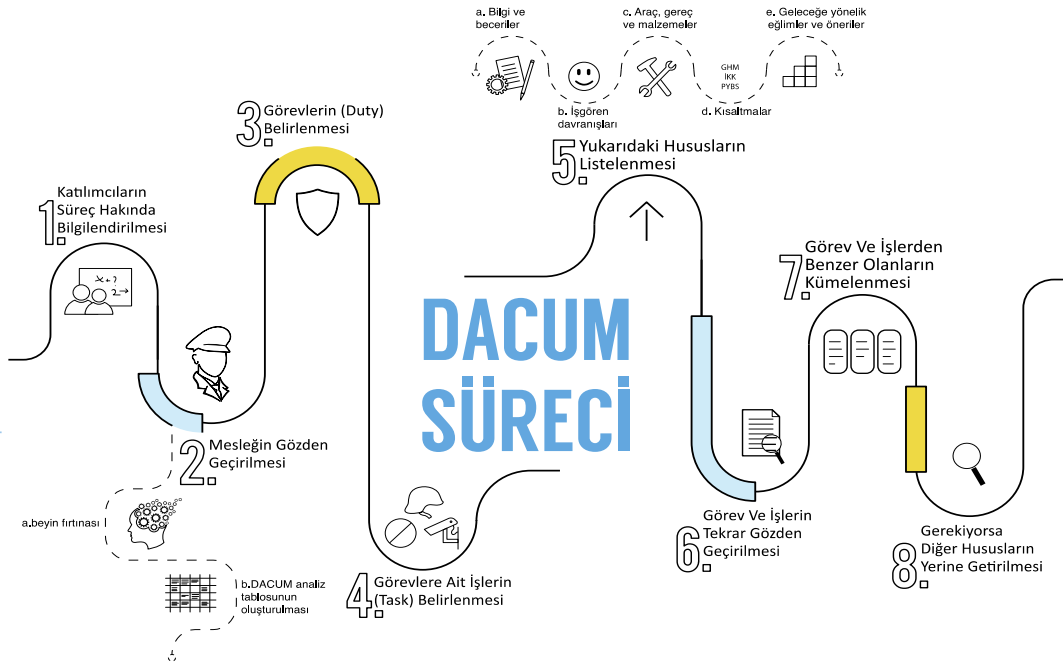 DACUM
SÜRECİ
1.
Katılımcıların
Süreç Hakında
Bilgilendirilmesi
x+?
2→
2.
Mesleğin Gözden
Geçirilmesi
a.beyin fırtınası
b.DACUM analiz
tablosunun
oluşturulması
3.
Görevlerin (Duty)
Belirlenmesi
4.
Görevlere Ait İşlerin
(Task) Belirlenmesi
a. Bilgi ve
beceriler
b. İşgören
davranışları
c. Araç, gereç
ve malzemeler
GHM
İKK
PYBS
d. Kısaltmalar
e. Geleceğe yönelik
eğlimler ve öneriler
5.
Yukarıdaki Hususların
Listelenmesi
6.
Görev Ve İşlerin
Tekrar Gözden
Geçirilmesi
7.
Görev Ve İşlerden
Benzer Olanların
Kümelenmesi
8.
Gerekiyorsa
Diğer Hususların
Yerine Getirilmesi